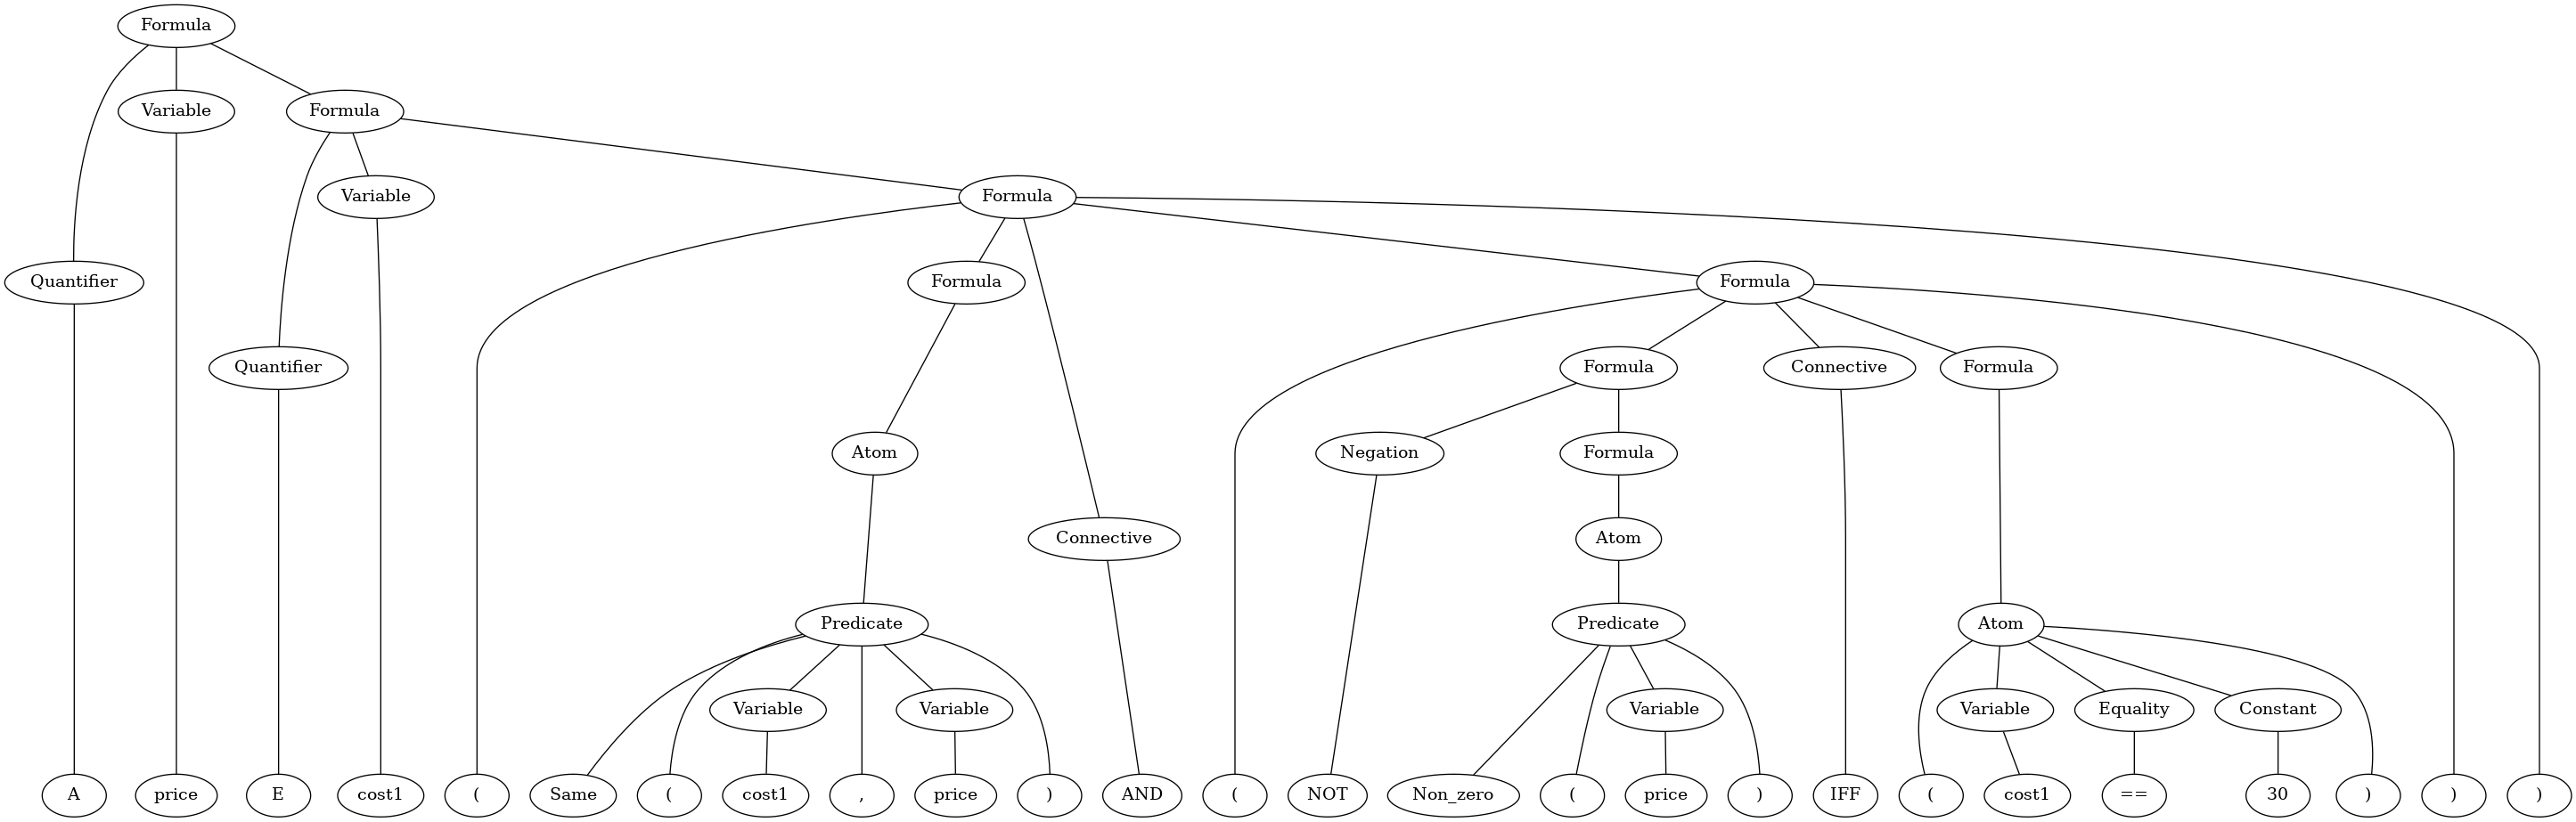 Formula
Variable Formula
Variable Formula
Quantifier Formula Formula
Quantifier Formula Connective Formula
Atom Negation Formula
Connective Atom
Predicate Predicate Atom
Variable Variable Variable Variable Equality Constant
A price E cost1 ( Same ( cost1 , price ) AND ( NOT Non_zero ( price ) IFF ( cost1 == 30 ) ) )